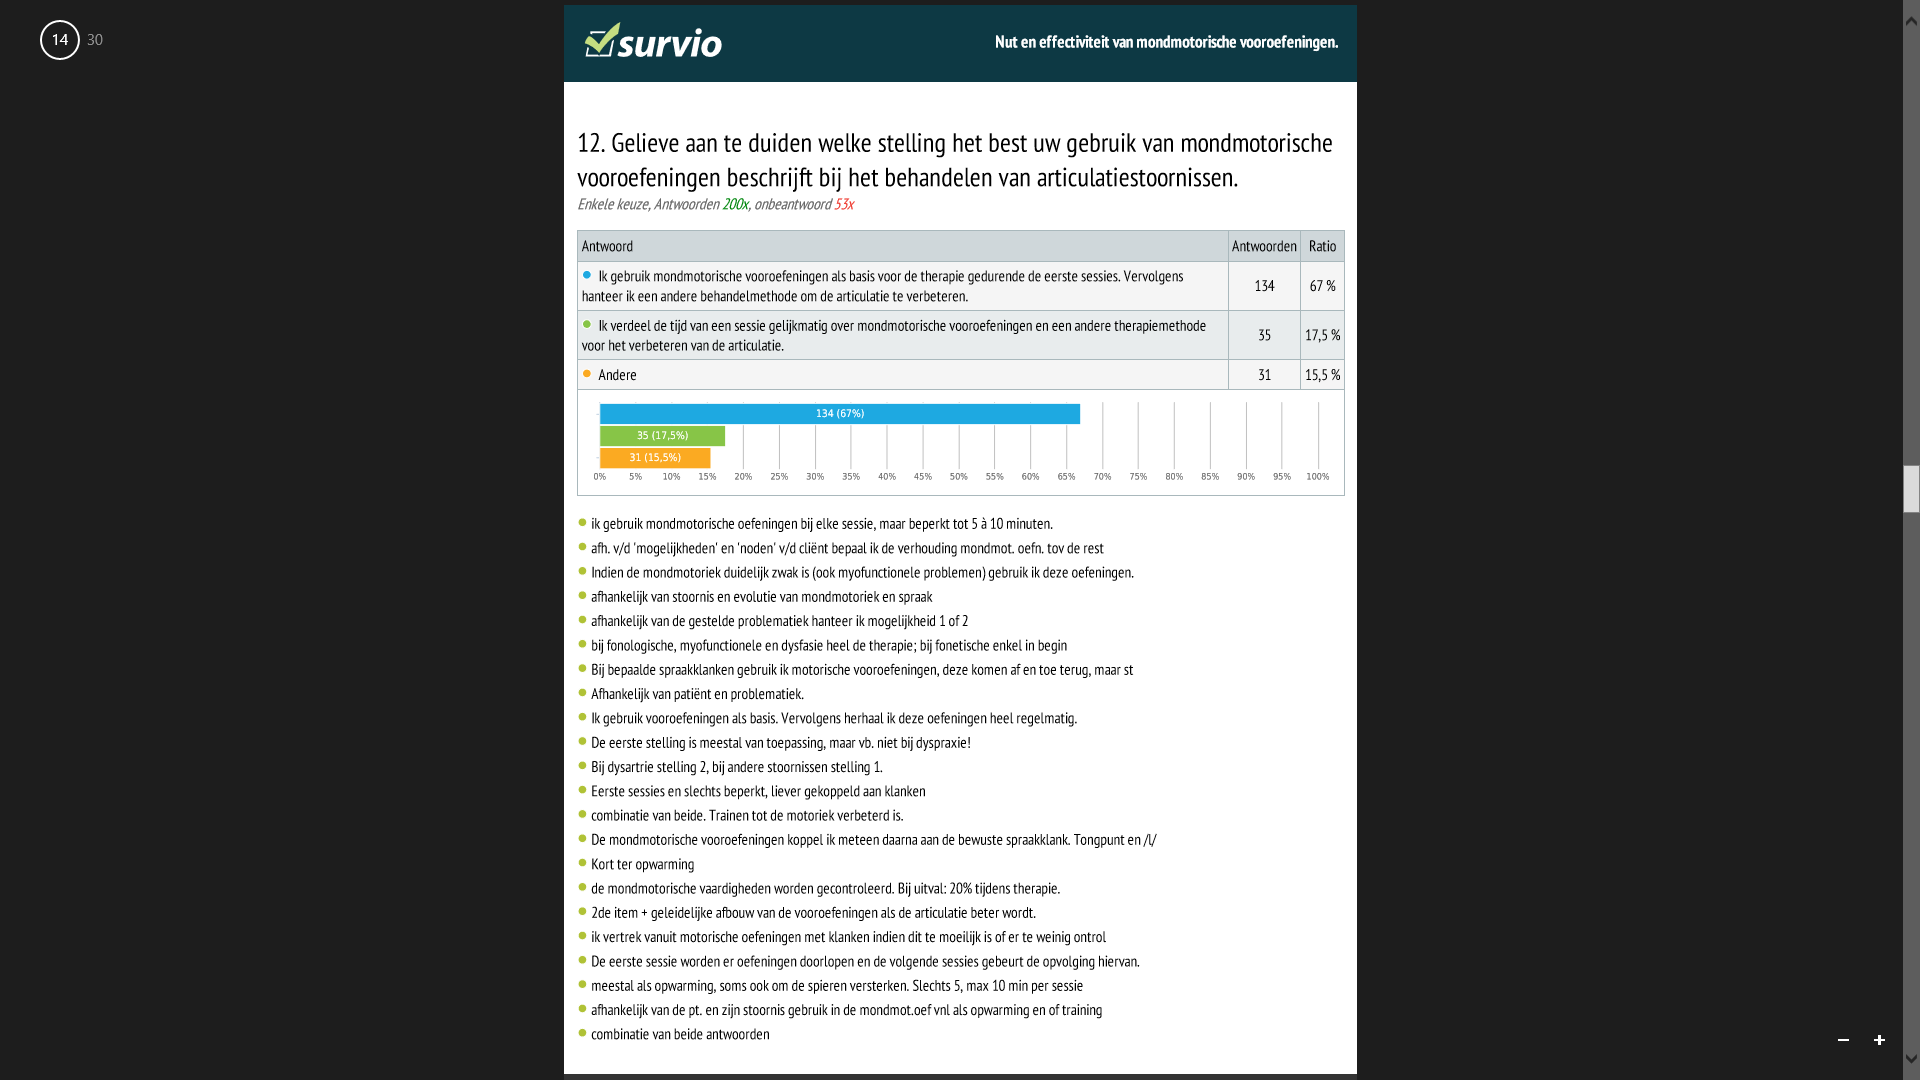 14 30
survio
Nut en effectiviteit van mondmotorische vooroefeningen.
12. Gelieve aan te duiden welke stelling het best uw gebruik van mondmotorische
vooroefeningen beschrijft bij het behandelen van articulatiestoornissen.
Enkele keuze, Antwoorden 200x, onbeantwoord 53x
Antwoord Antwoorden Ratio
Ik gebruik mondmotorische vooroefeningen als basis voor de therapie gedurende de eerste sessies. Vervolgens
hanteer ik een andere behandelmethode om de articulatie te verbeteren.
134 67 %
Ik verdeel de tijd van een sessie gelijkmatig over mondmotorische vooroefeningen en een andere therapiemethode
voor het verbeteren van de articulatie.
35 17,5 %
Andere 31 15,5 %
134 (67%)
35 (17,5%)
31 (15,5%)
0% 5% 10% 15% 20% 25% 30% 35% 40% 45% 50% 55% 60% 65% 70% 75% 80% 85% 90% 95% 100%
ik gebruik mondmotorische oefeningen bij elke sessie, maar beperkt tot 5 à 10 minuten.
afh. v/d 'mogelijkheden' en 'noden' v/d cliënt bepaal ik de verhouding mondmot. oefn. tov de rest
Indien de mondmotoriek duidelijk zwak is (ook myofunctionele problemen) gebruik ik deze oefeningen.
afhankelijk van stoornis en evolutie van mondmotoriek en spraak
afhankelijk van de gestelde problematiek hanteer ik mogelijkheid 1 of 2
bij fonologische, myofunctionele en dysfasie heel de therapie; bij fonetische enkel in begin
Bij bepaalde spraakklanken gebruik ik motorische vooroefeningen, deze komen af en toe terug, maar st
Afhankelijk van patiënt en problematiek.
Ik gebruik vooroefeningen als basis. Vervolgens herhaal ik deze oefeningen heel regelmatig.
De eerste stelling is meestal van toepassing, maar vb. niet bij dyspraxie!
Bij dysartrie stelling 2, bij andere stoornissen stelling 1.
Eerste sessies en slechts beperkt, liever gekoppeld aan klanken
combinatie van beide. Trainen tot de motoriek verbeterd is.
De mondmotorische vooroefeningen koppel ik meteen daarna aan de bewuste spraakklank. Tongpunt en /l/
Kort ter opwarming
de mondmotorische vaardigheden worden gecontroleerd. Bij uitval: 20% tijdens therapie.
2de item + geleidelijke afbouw van de vooroefeningen als de articulatie beter wordt.
ik vertrek vanuit motorische oefeningen met klanken indien dit te moeilijk is of er te weinig ontrol
De eerste sessie worden er oefeningen doorlopen en de volgende sessies gebeurt de opvolging hiervan.
meestal als opwarming, soms ook om de spieren versterken. Slechts 5, max 10 min per sessie
afhankelijk van de pt. en zijn stoornis gebruik in de mondmot.oef vnl als opwarming en of training
combinatie van beide antwoorden